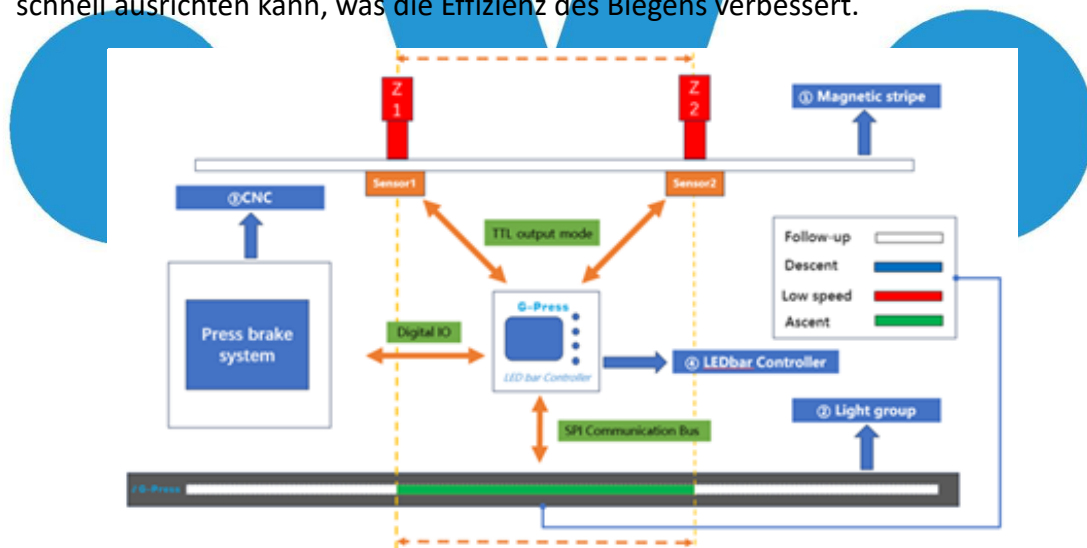 schnell ausrichten kann, was die Effizienz des Biegens verbessert.
Z
1
Z
2
① Magnetic stripe
Sensor1
Sensor2
③CNC
TTL output mode
Follow-up
Descent
Low speed
Ascent
G-Press
Press brake
system
Digital IO
LED bar Controller
④ LEDbar Controller
② Light group
SPI Communication Bus
G-Press